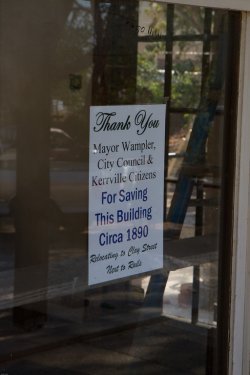 Thank You
Mayor Wampler,
City Council &
Kerrville Citizens
For Saving
This Building
Circa 1890
Relocating to Clay Street
Next to Rails